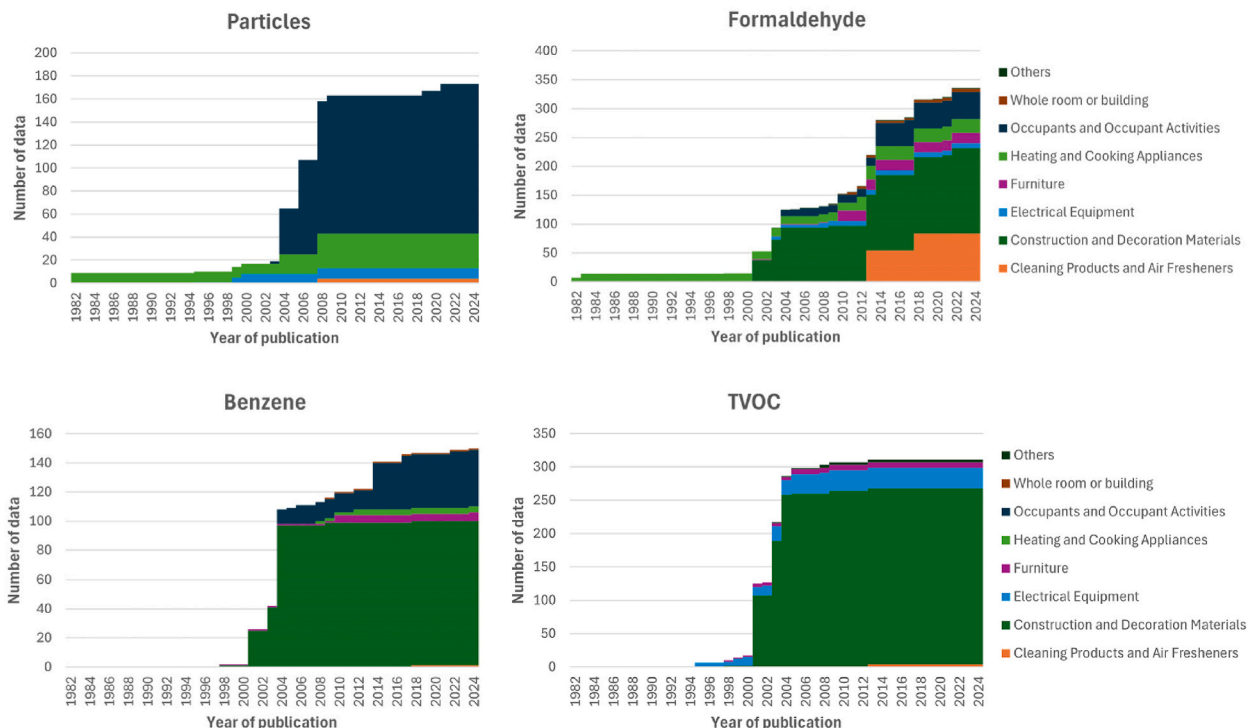 Particles
Number of data
200
180
160
140
120
100
80
60
40
20
0
1982 1984 1986 1988 1990 1992 1994 1996 1998 2000 2002 2004 2006 2008 2010 2012 2014 2016 2018 2020 2022 2024
Year of publication
Formaldehyde
Number of data
400
350
300
250
200
150
100
50
0
1982 1984 1986 1988 1990 1992 1994 1996 1998 2000 2002 2004 2006 2008 2010 2012 2014 2016 2018 2020 2022 2024
Year of publication
Others
Whole room or building
Occupants and Occupant Activities
Heating and Cooking Appliances
Furniture
Electrical Equipment
Construction and Decoration Materials
Cleaning Products and Air Fresheners
Benzene
Number of data
160
140
120
100
80
60
40
20
0
1982 1984 1986 1988 1990 1992 1994 1996 1998 2000 2002 2004 2006 2008 2010 2012 2014 2016 2018 2020 2022 2024
Year of publication
TVOC
Number of data
350
300
250
200
150
100
50
0
1982 1984 1986 1988 1990 1992 1994 1996 1998 2000 2002 2004 2006 2008 2010 2012 2014 2016 2018 2020 2022 2024
Year of publication
Others
Whole room or building
Occupants and Occupant Activities
Heating and Cooking Appliances
Furniture
Electrical Equipment
Construction and Decoration Materials
Cleaning Products and Air Fresheners